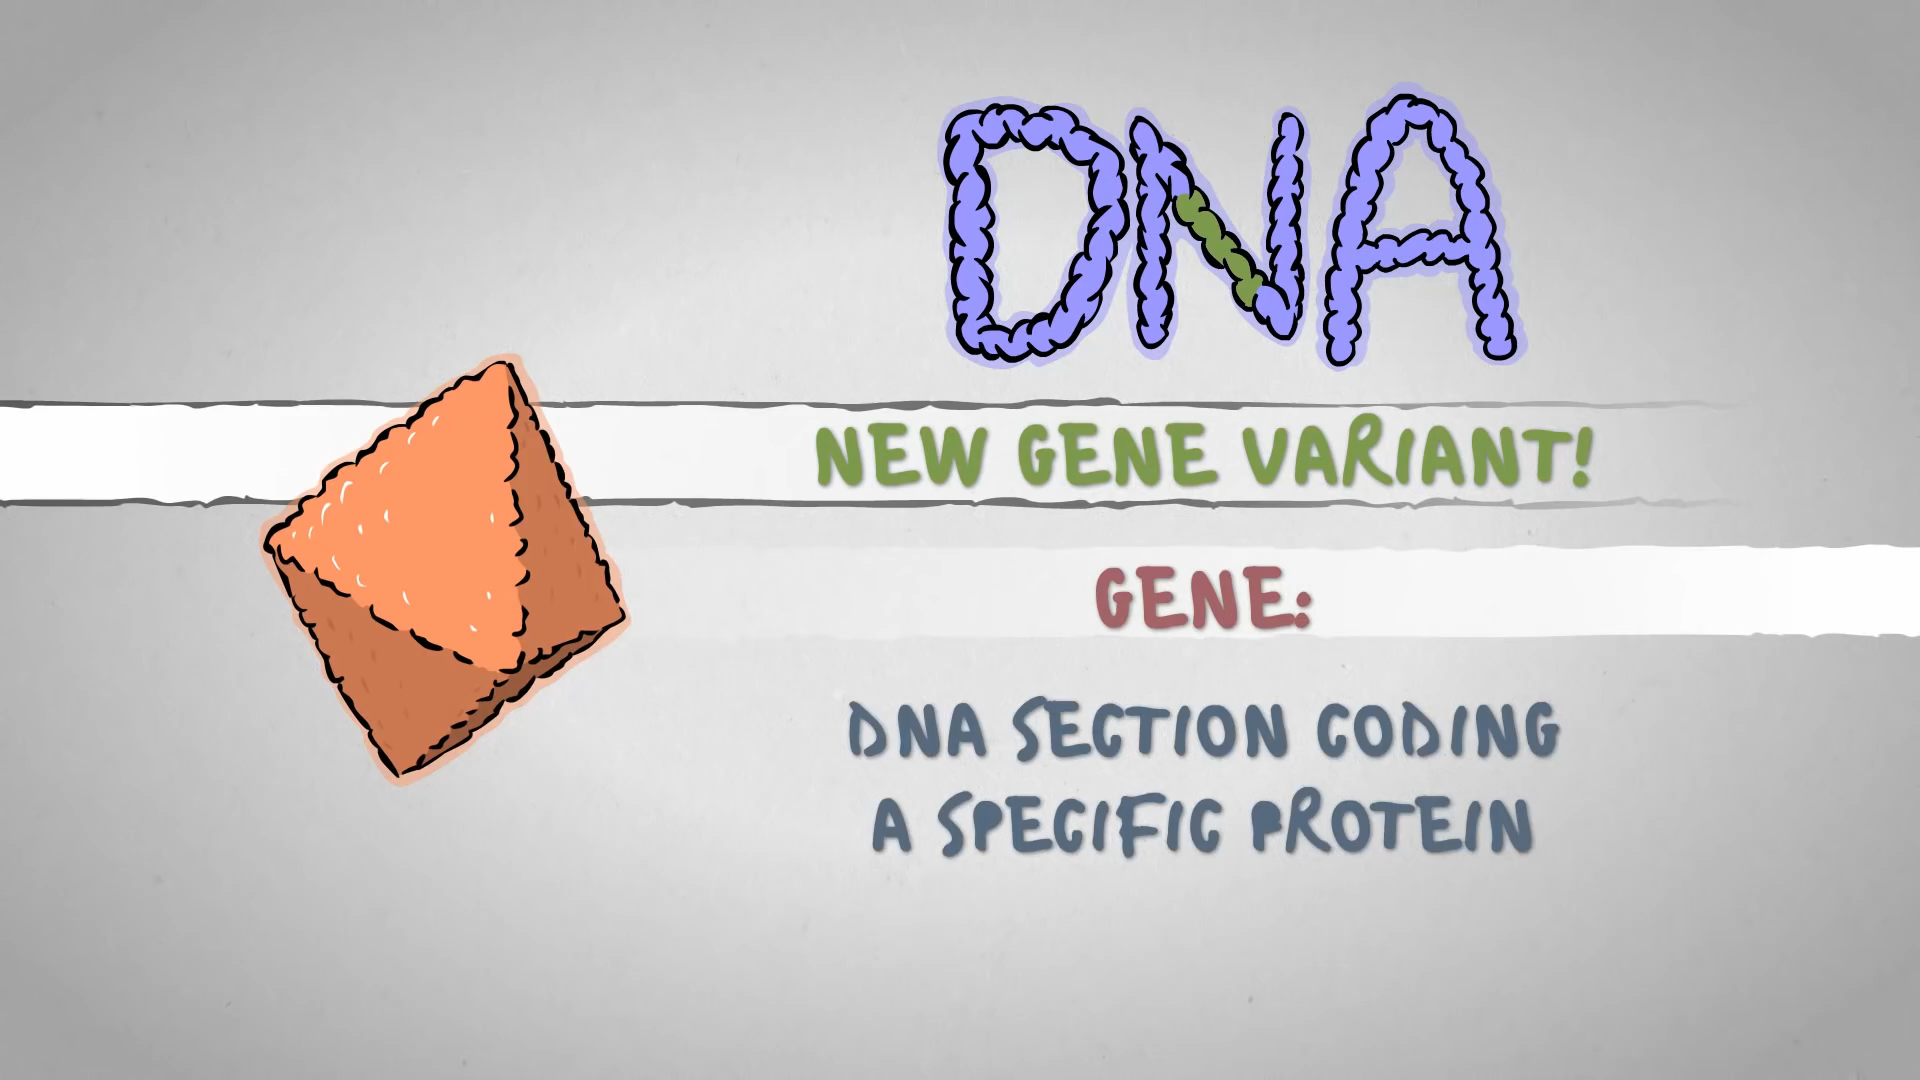 DNA
NEW GENE VARIANT!
GENE:
DNA SECTION CODING
A SPECIFIC PROTEIN